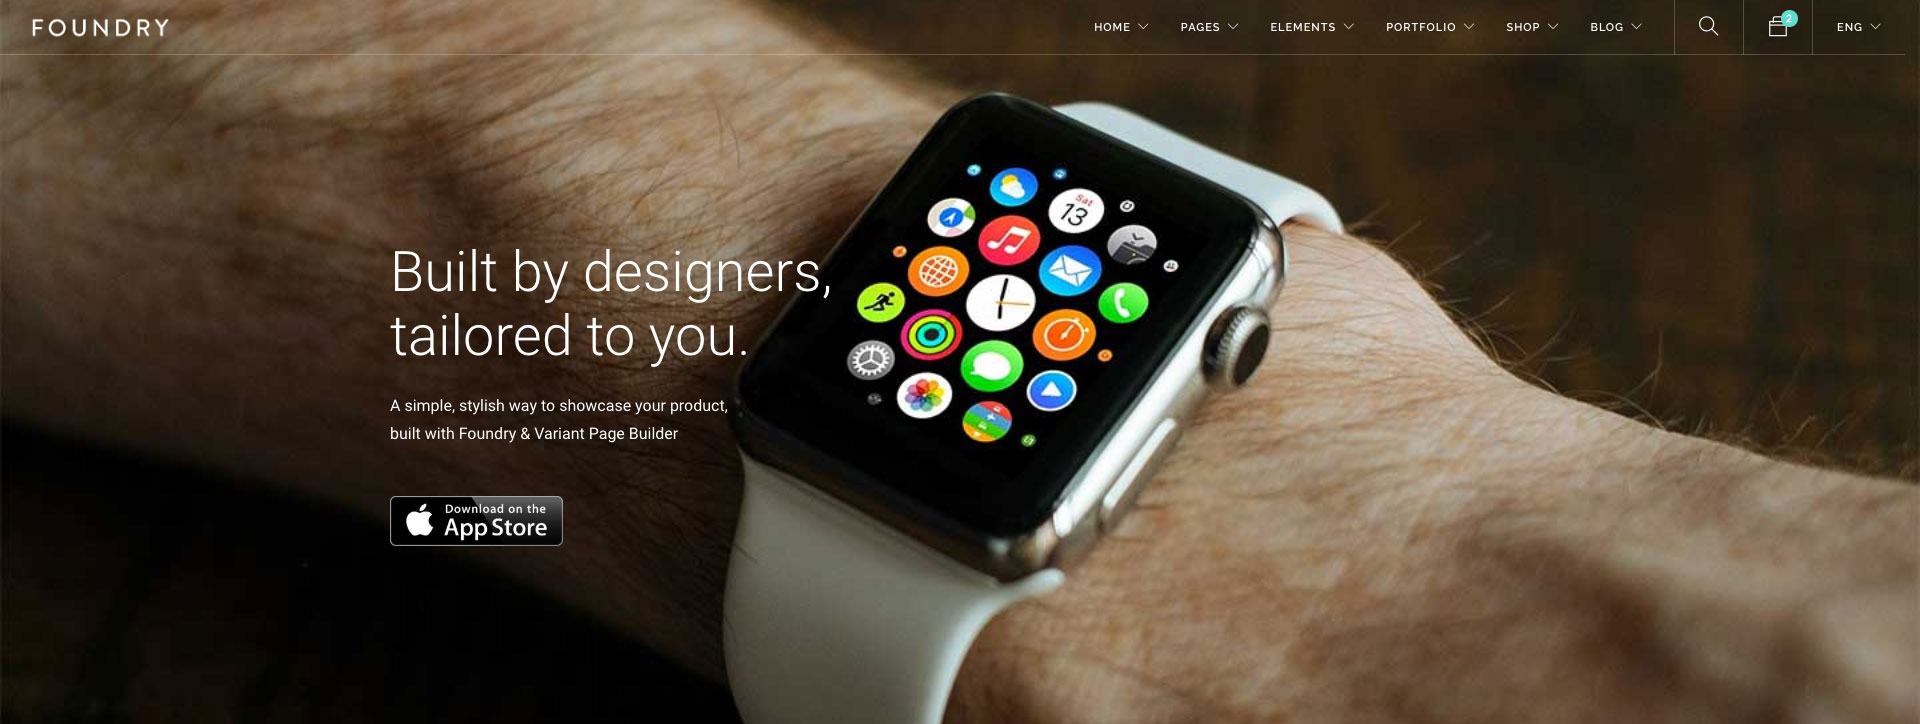 FOUNDRY
HOME
PAGES
ELEMENTS
PORTFOLIO
SHOP
BLOG
2
ENG
Sat
13
Built by designers,
tailored to you.
A simple, stylish way to showcase your product,
built with Foundry & Variant Page Builder
Download on the
App Store